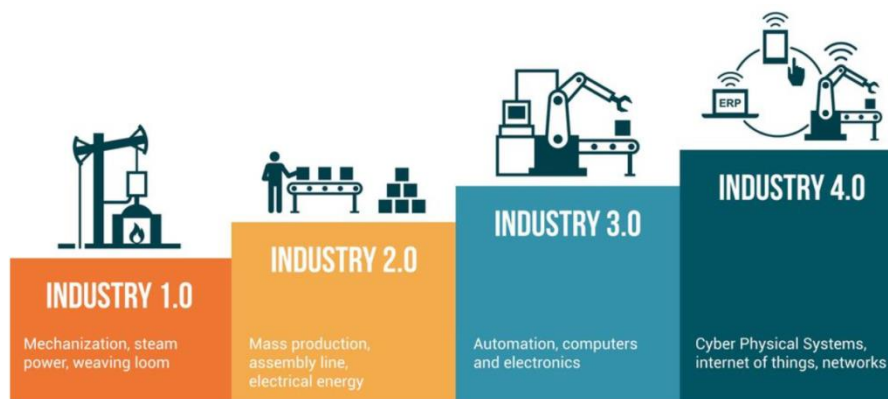 ERP
INDUSTRY 1.0
Mechanization, steam
power, weaving loom
INDUSTRY 2.0
Mass production,
assembly line,
electrical energy
INDUSTRY 3.0
Automation, computers
and electronics
INDUSTRY 4.0
Cyber Physical Systems,
internet of things, networks